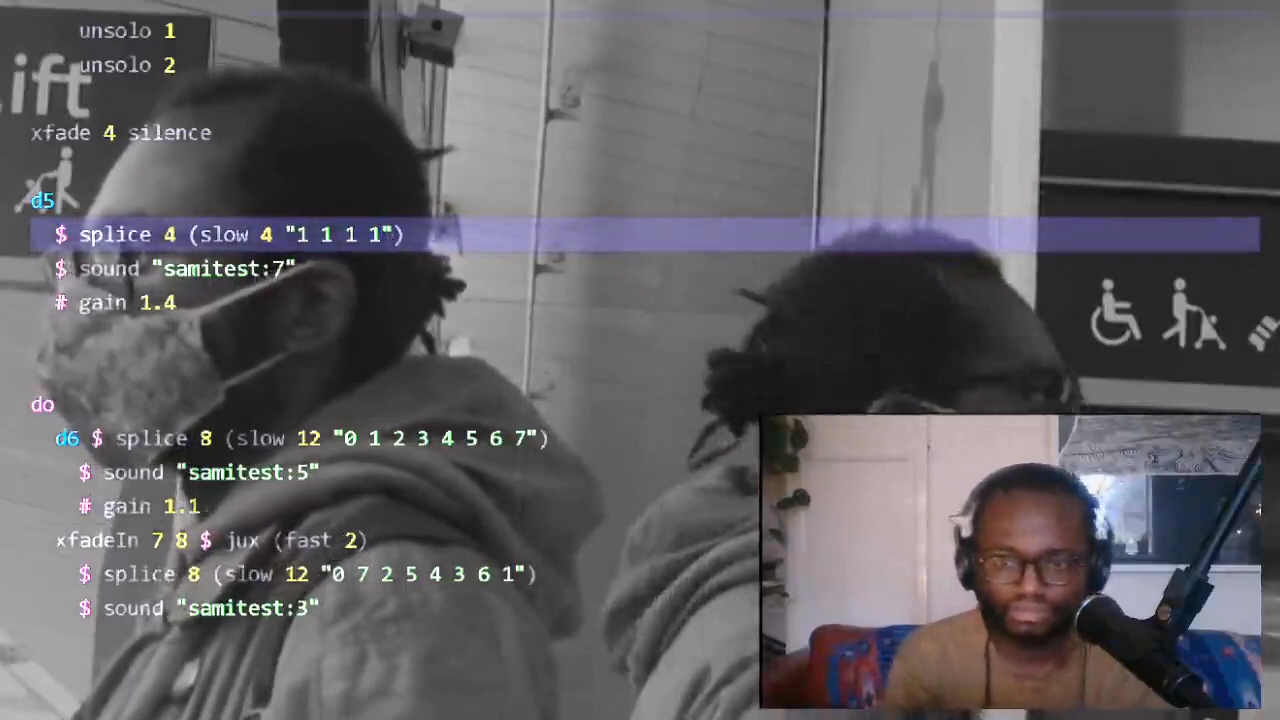 unsolo 1
unsolo 2
Lift
xfade 4 silence
d5
$ splice 4 (slow 4 "1 1 1 1")
$ sound "samitest:7"
# gain 1.4
do
d6 $ splice 8 (slow 12 "0 1 2 3 4 5 6 7")
$ sound "samitest:5"
# gain 1.1
xfadeIn 7 8 $ jux (fast 2)
$ splice 8 (slow 12 "0 7 2 5 4 3 6 1")
$ sound "samitest:3"